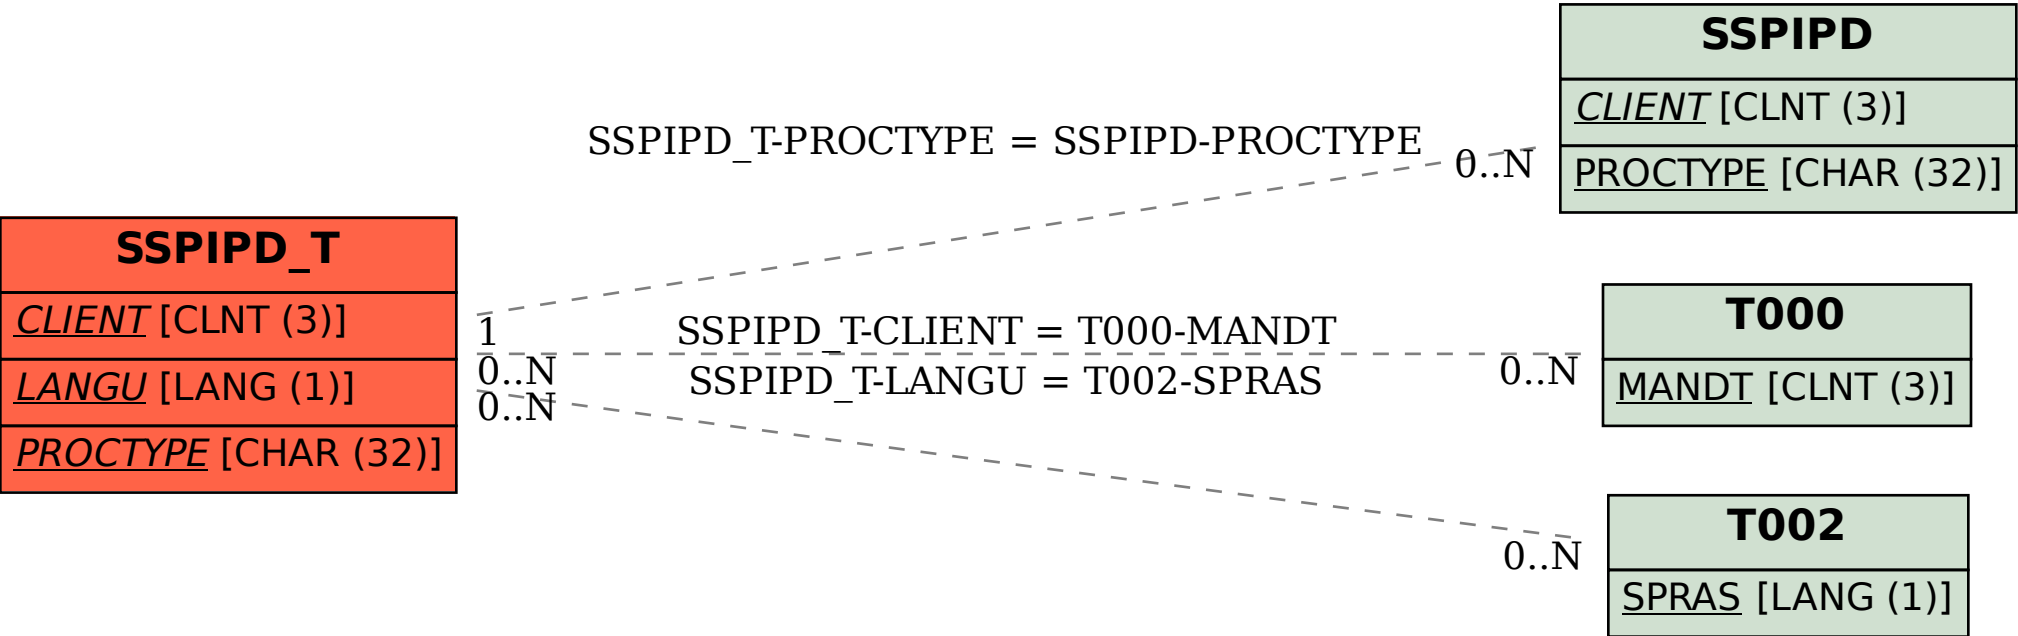 SSPIPD
CLIENT [CLNT (3)]
PROCTYPE [CHAR (32)]
SSPIPD_T-PROCTYPE = SSPIPD-PROCTYPE
0..N
SSPIPD_T
CLIENT [CLNT (3)]
LANGU [LANG (1)]
PROCTYPE [CHAR (32)]
1
0..N
0..N
SSPIPD_T-CLIENT = T000-MANDT
SSPIPD_T-LANGU = T002-SPRAS
0..N
T000
MANDT [CLNT (3)]
0..N
T002
SPRAS [LANG (1)]